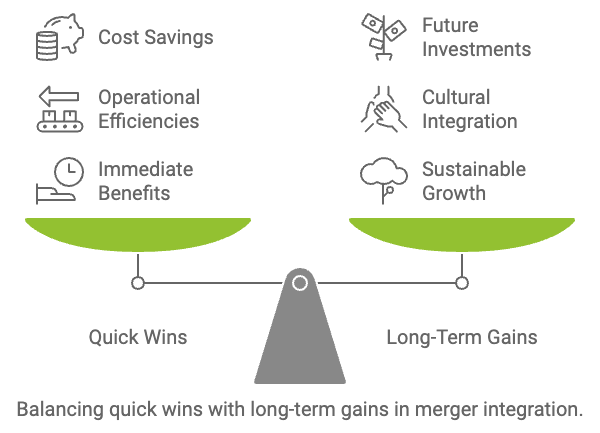 Cost Savings
Operational
Efficiencies
Immediate
Benefits
Future
Investments
Cultural
Integration
Sustainable
Growth
Quick Wins
Long-Term Gains
Balancing quick wins with long-term gains in merger integration.